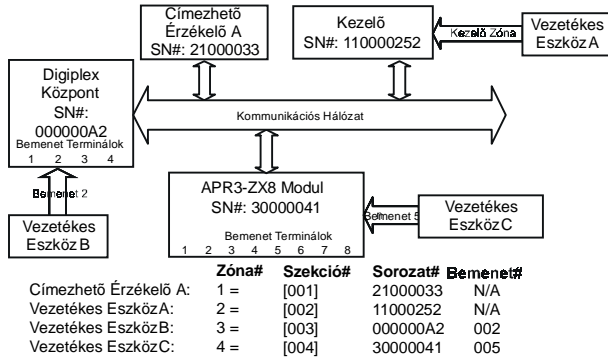 Címezhető
Érzékelő A
SN#: 21000033
Kezelő
SN#: 110000252
Kezelő Zóna
Vezetékes
Eszköz A
Digiplex
Központ
SN#:
000000A2
Bemenet Terminálok
1 2 3 4
Kommunikációs Hálózat
Bemenet 2
Vezetékes
Eszköz B
APR3-ZX8 Modul
SN#: 30000041
Bemenet Terminálok
1 2 3 4 5 6 7 8
Bemenet 5
Vezetékes
Eszköz C
Zóna# Szekció# Sorozat# Bemenet#
Címezhető Érzékelő A: 1 = [001] 21000033 N/A
Vezetékes Eszköz A: 2 = [002] 11000252 N/A
Vezetékes Eszköz B: 3 = [003] 000000A2 002
Vezetékes Eszköz C: 4 = [004] 30000041 005